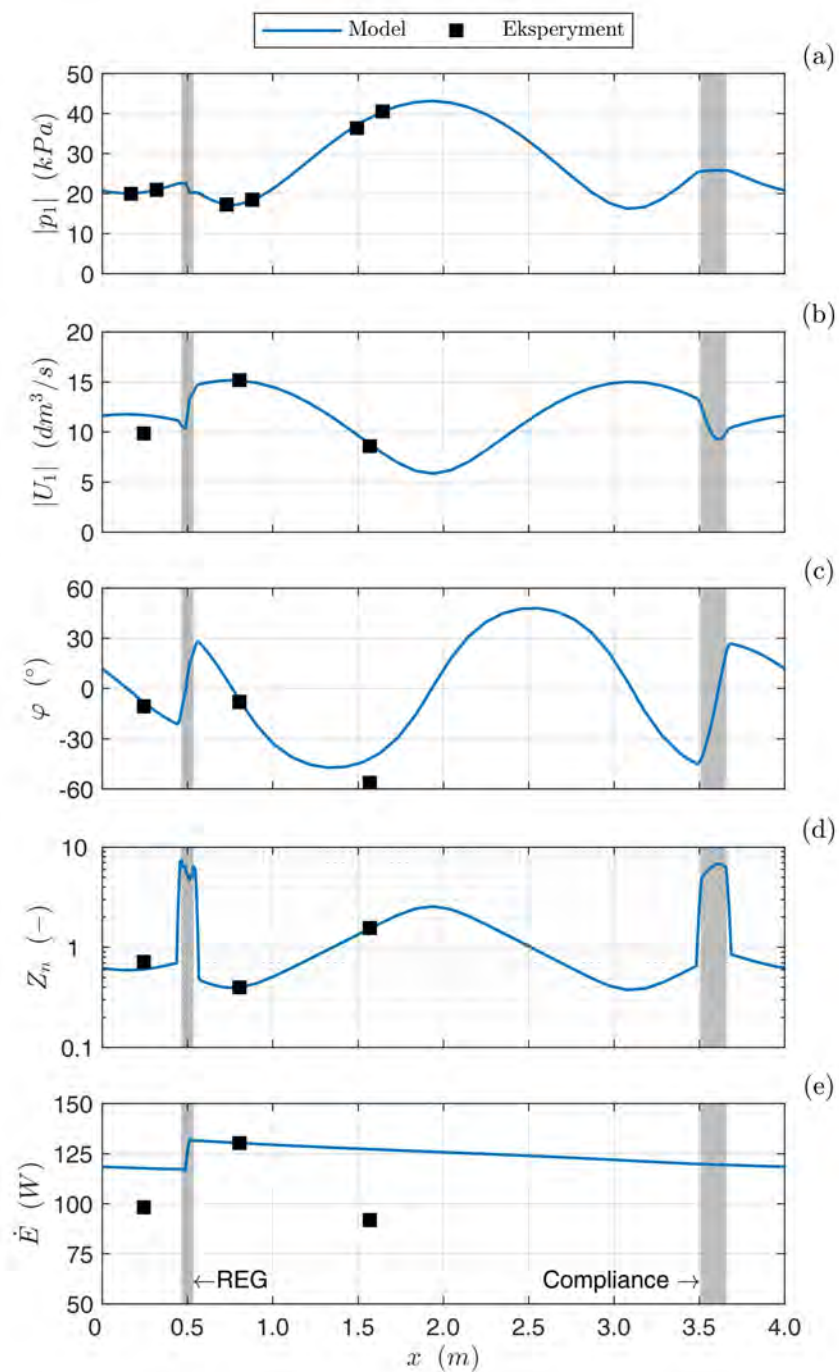 Model Eksperyment
(a)
50
40
30
20
10
0
|p₁| (kPa)
(b)
20
15
10
5
0
|U₁| (dm³/s)
(c)
60
30
0
-30
-60
φ (°)
(d)
10
1
0.1
Zₙ (−)
(e)
150
125
100
75
50
Ė (W)
←REG Compliance →
0 0.5 1.0 1.5 2.0 2.5 3.0 3.5 4.0
x (m)